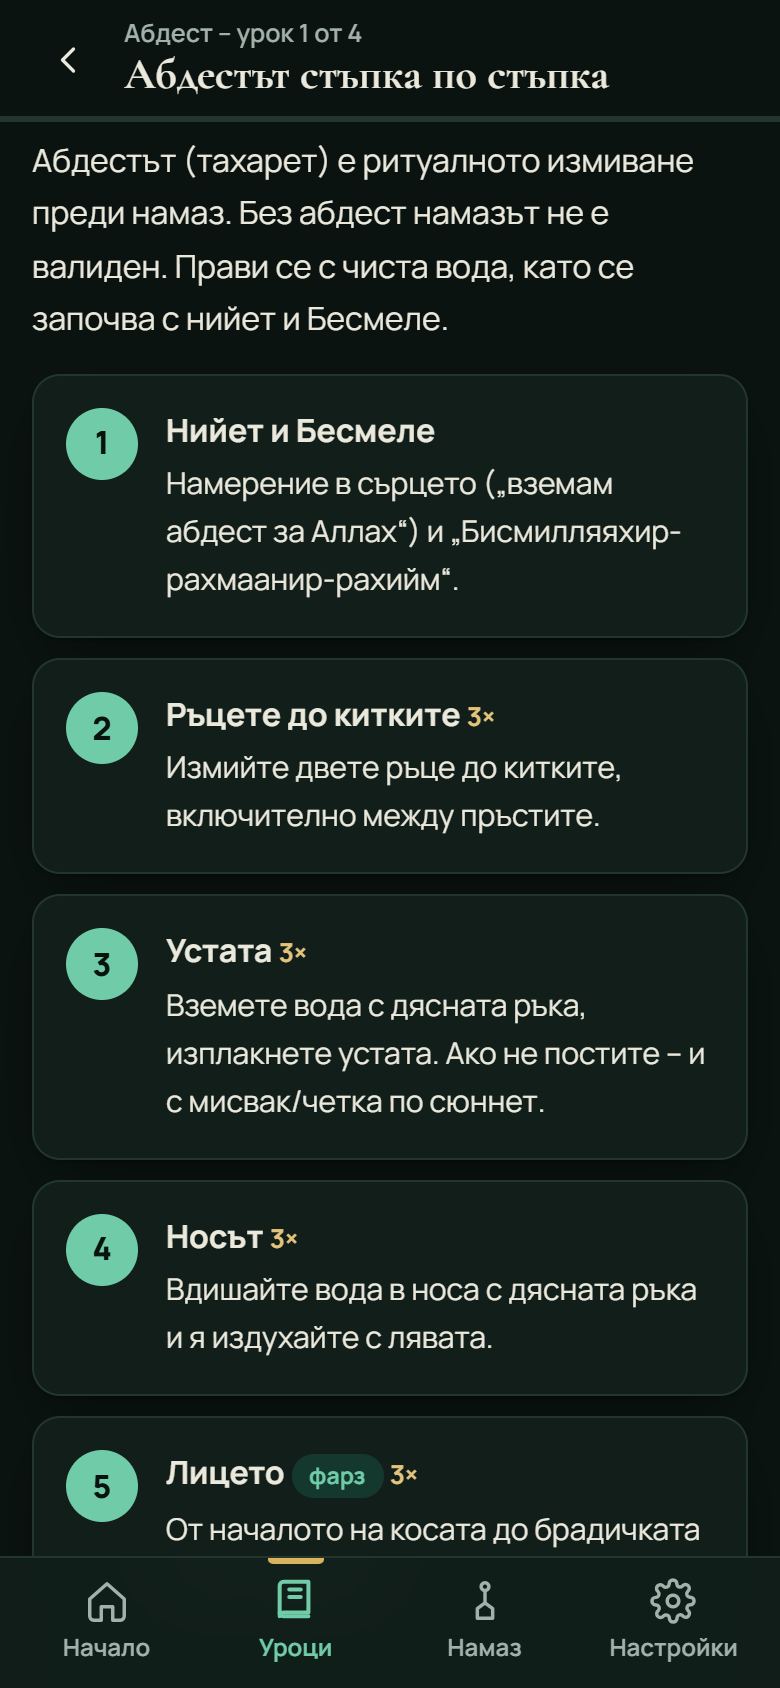 Абдест – урок 1 от 4
Абдестът стъпка по стъпка
Абдестът (тахарет) е ритуалното измиване
преди намаз. Без абдест намазът не е
валиден. Прави се с чиста вода, като се
започва с нийет и Бесмеле.
1
Нийет и Бесмеле
Намерение в сърцето („вземам
абдест за Аллах“) и „Бисмилляяхир-
рахмаанир-рахийм“.
2
Ръцете до китките 3×
Измийте двете ръце до китките,
включително между пръстите.
3
Устата 3×
Вземете вода с дясната ръка,
изплакнете устата. Ако не постите – и
с мисвак/четка по сюннет.
4
Носът 3×
Вдишайте вода в носа с дясната ръка
и я издухайте с лявата.
5
Лицето фарз 3×
От началото на косата до брадичката
Начало
Уроци
Намаз
Настройки